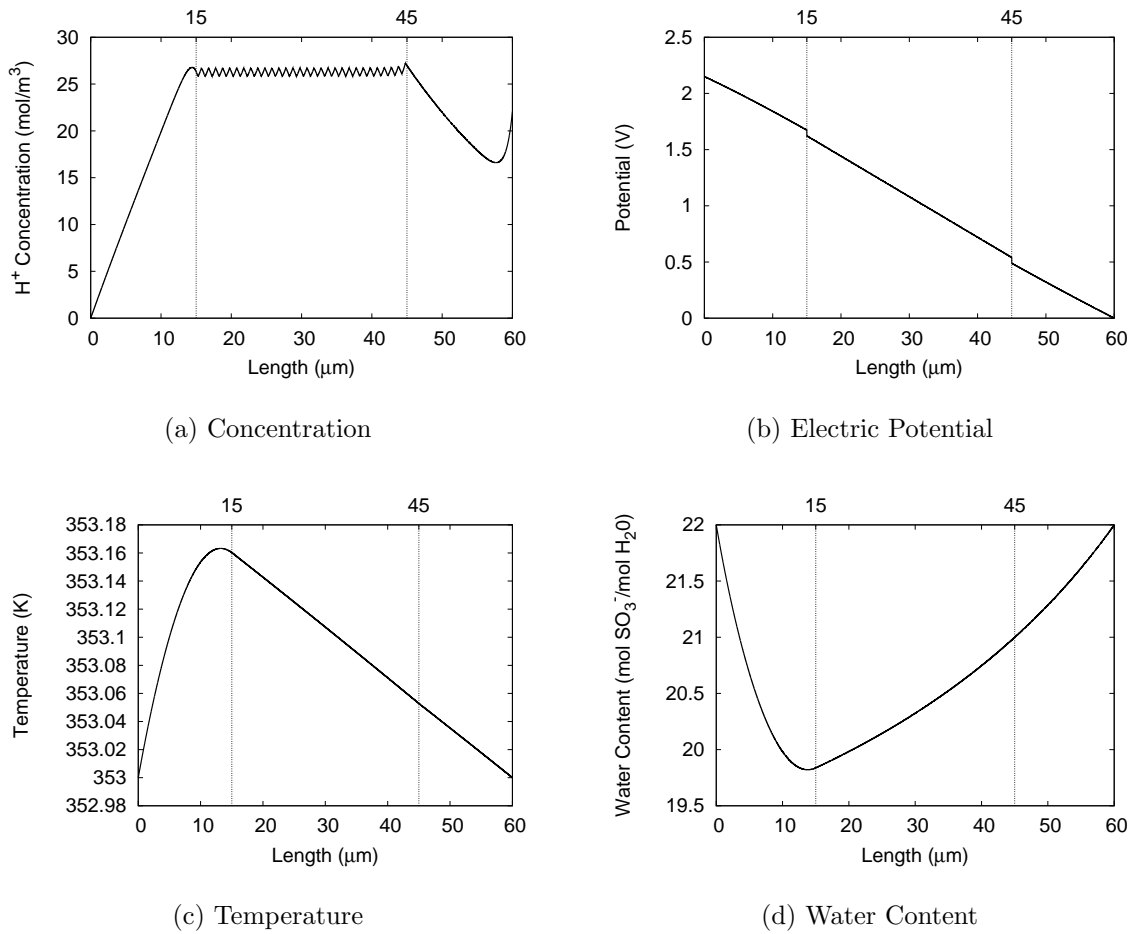 15 45
30
25
20
15
10
5
0
H⁺ Concentration (mol/m³)
0 10 20 30 40 50 60
Length (μm)
(a) Concentration
15 45
2.5
2
1.5
1
0.5
0
Potential (V)
0 10 20 30 40 50 60
Length (μm)
(b) Electric Potential
15 45
353.18
353.16
353.14
353.12
353.1
353.08
353.06
353.04
353.02
353
352.98
Temperature (K)
0 10 20 30 40 50 60
Length (μm)
(c) Temperature
15 45
22
21.5
21
20.5
20
19.5
Water Content (mol SO₃⁻/mol H₂0)
0 10 20 30 40 50 60
Length (μm)
(d) Water Content